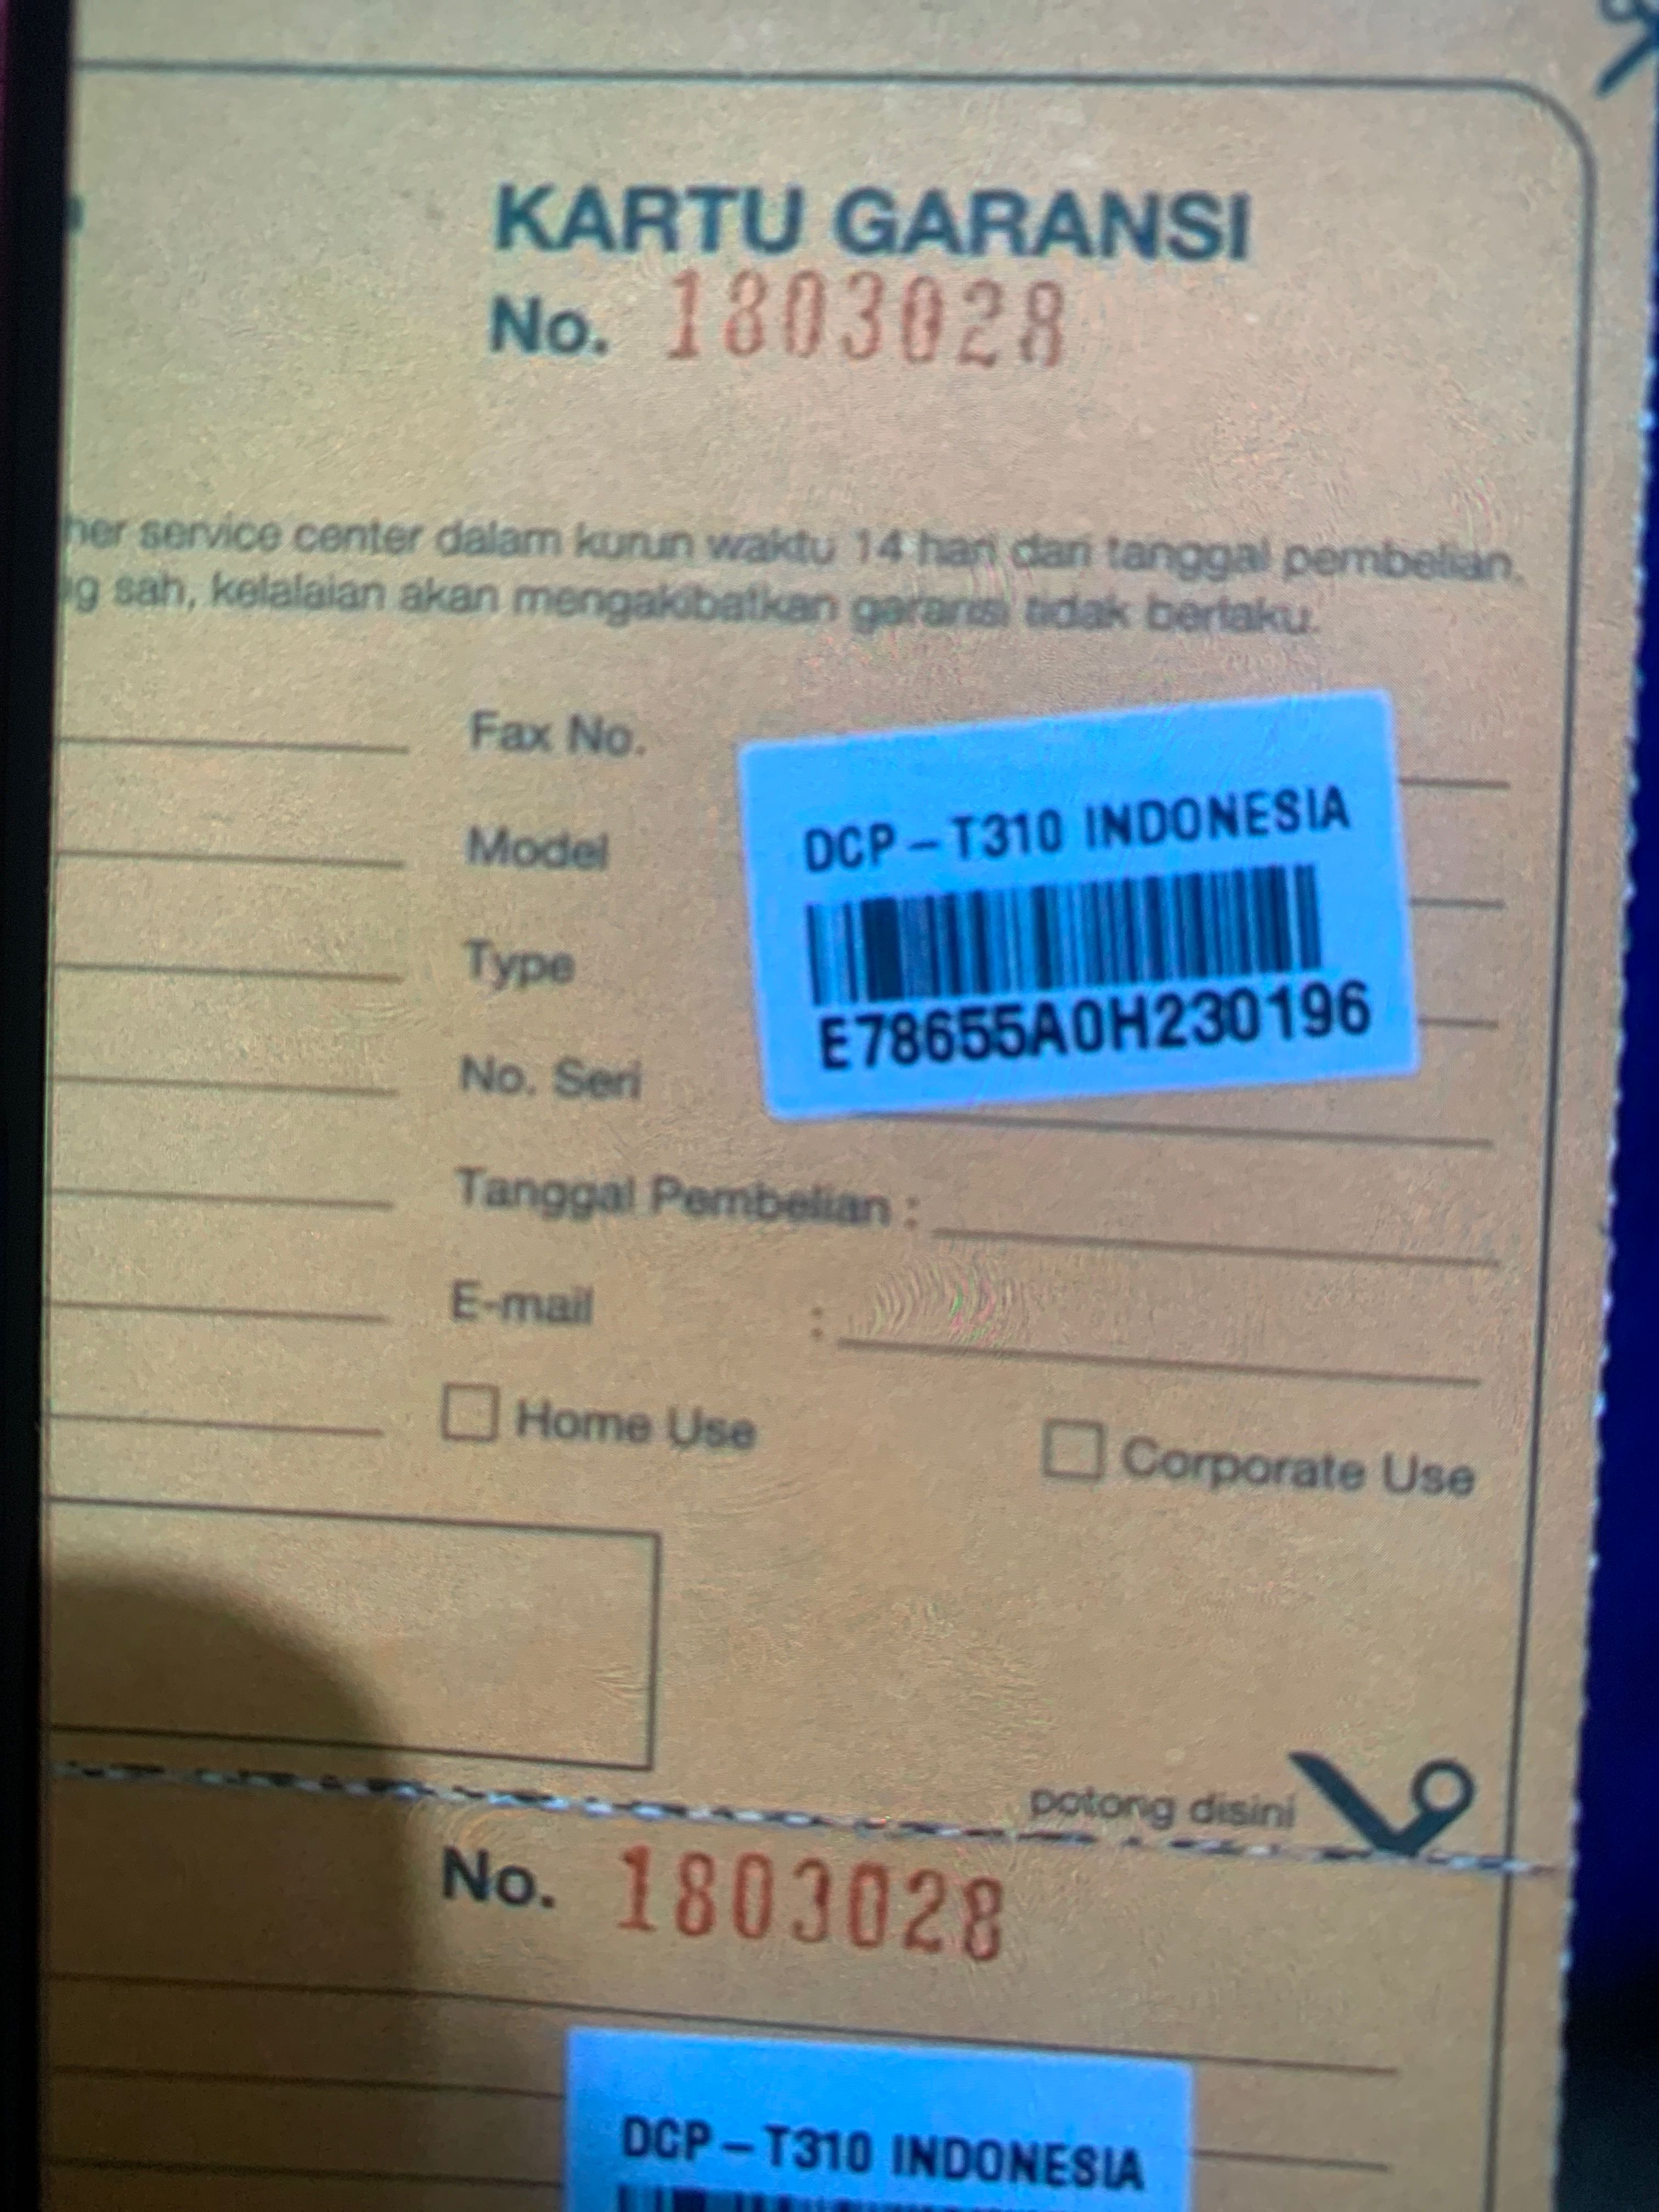 KARTU GARANSI
No. 1803028
her service center dalam kurun waktu 14 hari dari tanggal pembelian.
g sah, kelalaian akan mengakibatkan garansi tidak berlaku.
Fax No.
DCP-T310 INDONESIA
Model
Type
E78655A0H230196
No. Seri
Tanggal Pembelian :
E-mail :
Home Use
Corporate Use
potong disini
No. 1803028
DCP-T310 INDONESIA